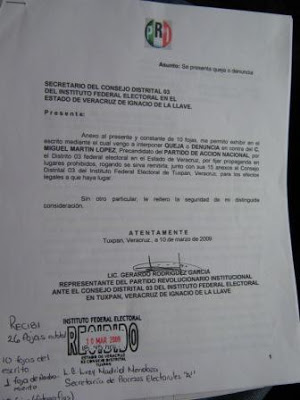 PRI
Asunto: Se presenta queja o denuncia
SECRETARIO DEL CONSEJO DISTRITAL 03
DEL INSTITUTO FEDERAL ELECTORAL EN EL
ESTADO DE VERACRUZ DE IGNACIO DE LA LLAVE.
Presente:
Anexo al presente y constante de 10 fojas, me permito exhibir en
escrito mediante el cual vengo a interponer QUEJA o DENUNCIA en contra del C.
MIGUEL MARTIN LOPEZ, Precandidato del PARTIDO DE ACCION NACIONAL, por
el Distrito 03 federal electoral en el Estado de Veracruz, por fijar propaganda en
lugares prohibidos, rogando se sirva remitirla, junto con sus 15 anexos al Consejo
Distrital 03 del Instituto Federal Electoral de Tuxpan, Veracruz, para los efectos
legales a que haya lugar.
Sin otro particular, le reitero la seguridad de mi distinguida
consideración.
ATENTAMENTE
Tuxpan, Veracruz, a 10 de marzo de 2009
LIC. GERARDO RODRIGUEZ GARCIA
REPRESENTANTE DEL PARTIDO REVOLUCIONARIO INSTITUCIONAL
ANTE EL CONSEJO DISTRITAL 03 DEL INSTITUTO FEDERAL ELECTORAL
EN TUXPAN, VERACRUZ DE IGNACIO DE LA LLAVE.
INSTITUTO FEDERAL ELECTORAL
RECIBIDO
10 MAR 2009
RECIBI
26 fojas
10 fojas del
escrito
1 foja de
L.E. Lucy Madrid Mendoza
Secretaria de Procesos Electorales "A"